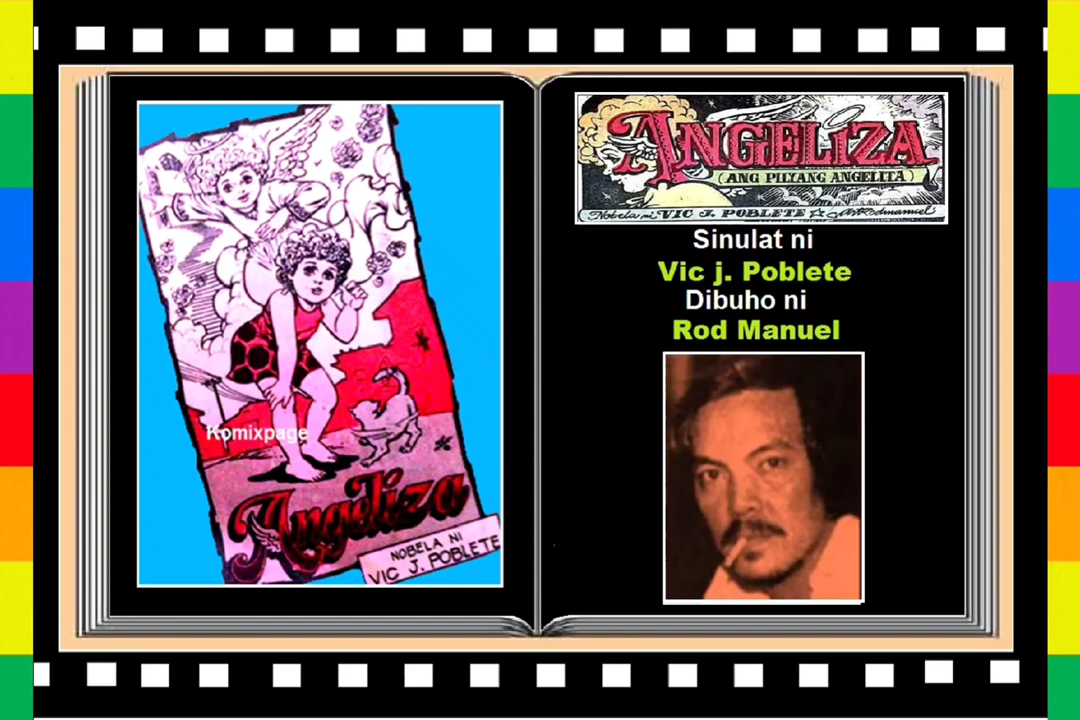 Komixpage
Angeliza
NOBELA NI
VIC J. POBLETE
ANGELIZA
(ANG PILYANG ANGELITA)
Nobela ni VIC J. POBLETE
Sinulat ni
Vic j. Poblete
Dibuho ni
Rod Manuel